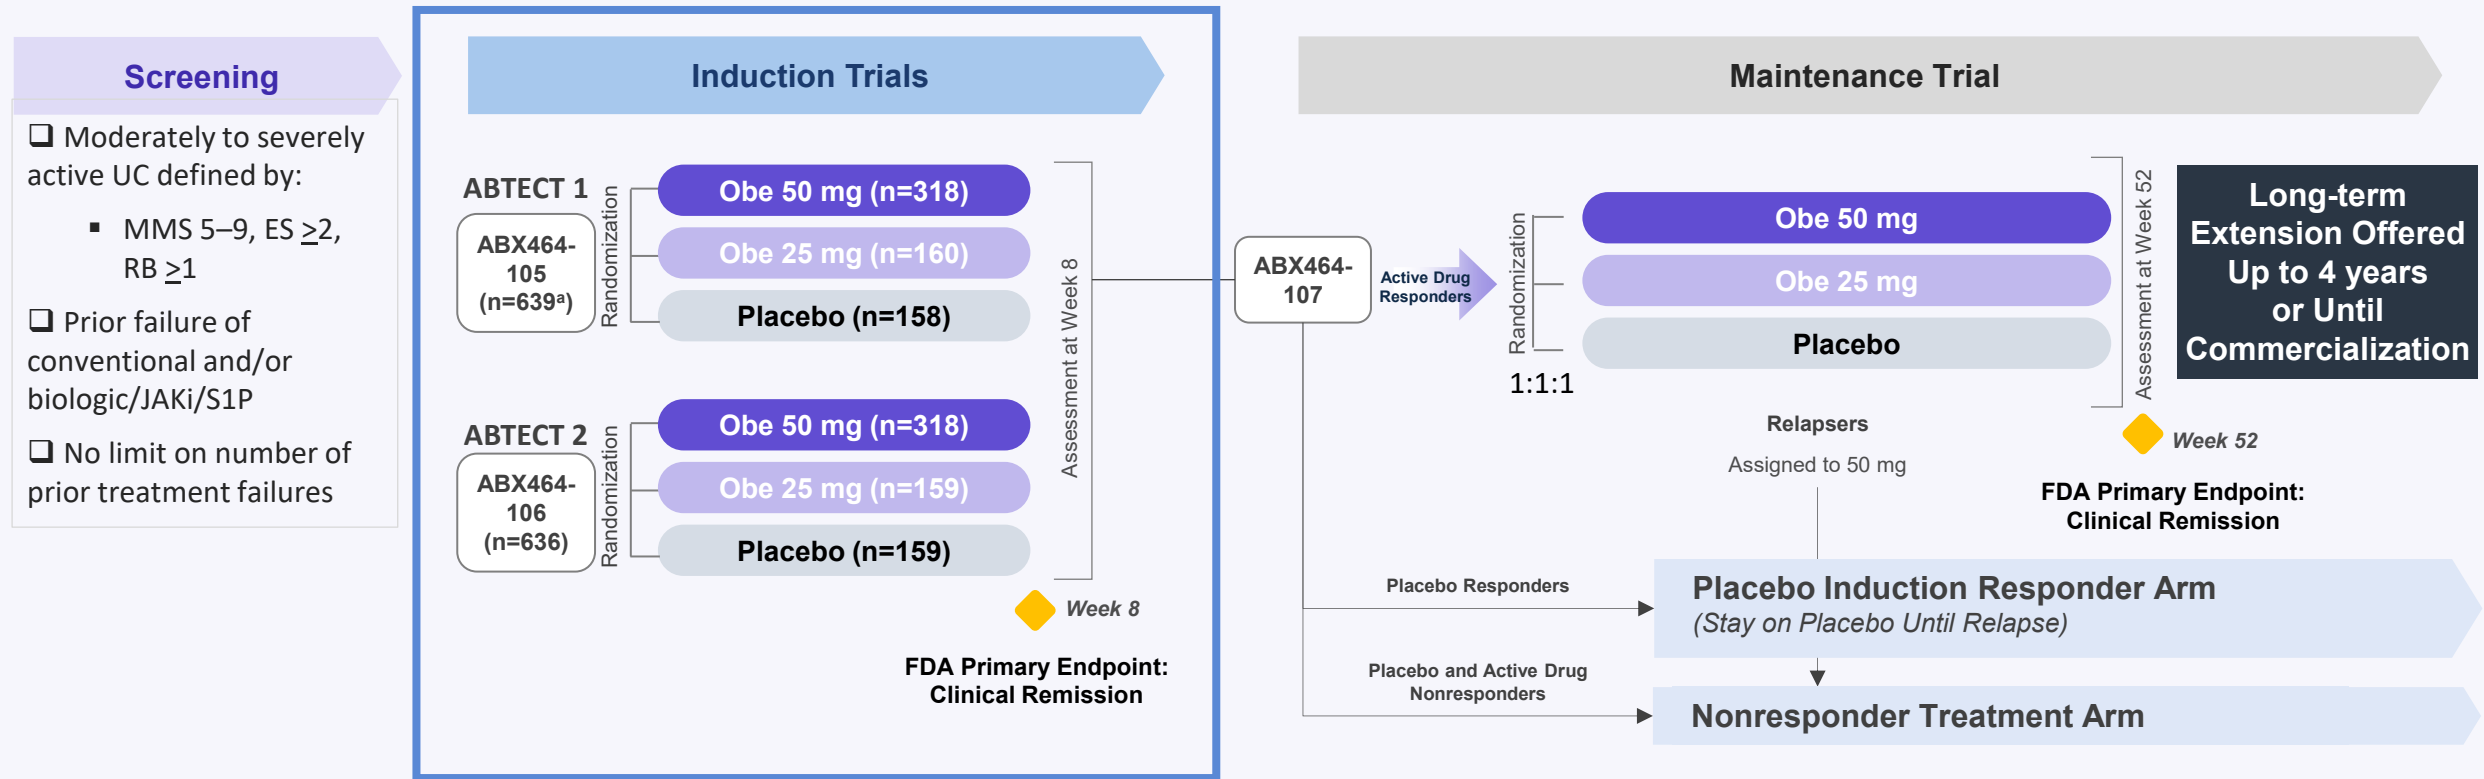 Screening
❑ Moderately to severely
active UC defined by:
▪ MMS 5–9, ES ≥2,
RB ≥1
❑ Prior failure of
conventional and/or
biologic/JAKi/S1P
❑ No limit on number of
prior treatment failures
Induction Trials
ABTECT 1
ABX464-
105
(n=639ᵃ)
Randomization
Obe 50 mg (n=318)
Obe 25 mg (n=160)
Placebo (n=158)
ABTECT 2
ABX464-
106
(n=636)
Randomization
Obe 50 mg (n=318)
Obe 25 mg (n=159)
Placebo (n=159)
Assessment at Week 8
Week 8
FDA Primary Endpoint:
Clinical Remission
Maintenance Trial
ABX464-
107
Active Drug
Responders
Randomization
1:1:1
Obe 50 mg
Obe 25 mg
Placebo
Assessment at Week 52
Long-term
Extension Offered
Up to 4 years
or Until
Commercialization
Relapsers
Assigned to 50 mg
Week 52
FDA Primary Endpoint:
Clinical Remission
Placebo Responders
Placebo Induction Responder Arm
(Stay on Placebo Until Relapse)
Placebo and Active Drug
Nonresponders
Nonresponder Treatment Arm